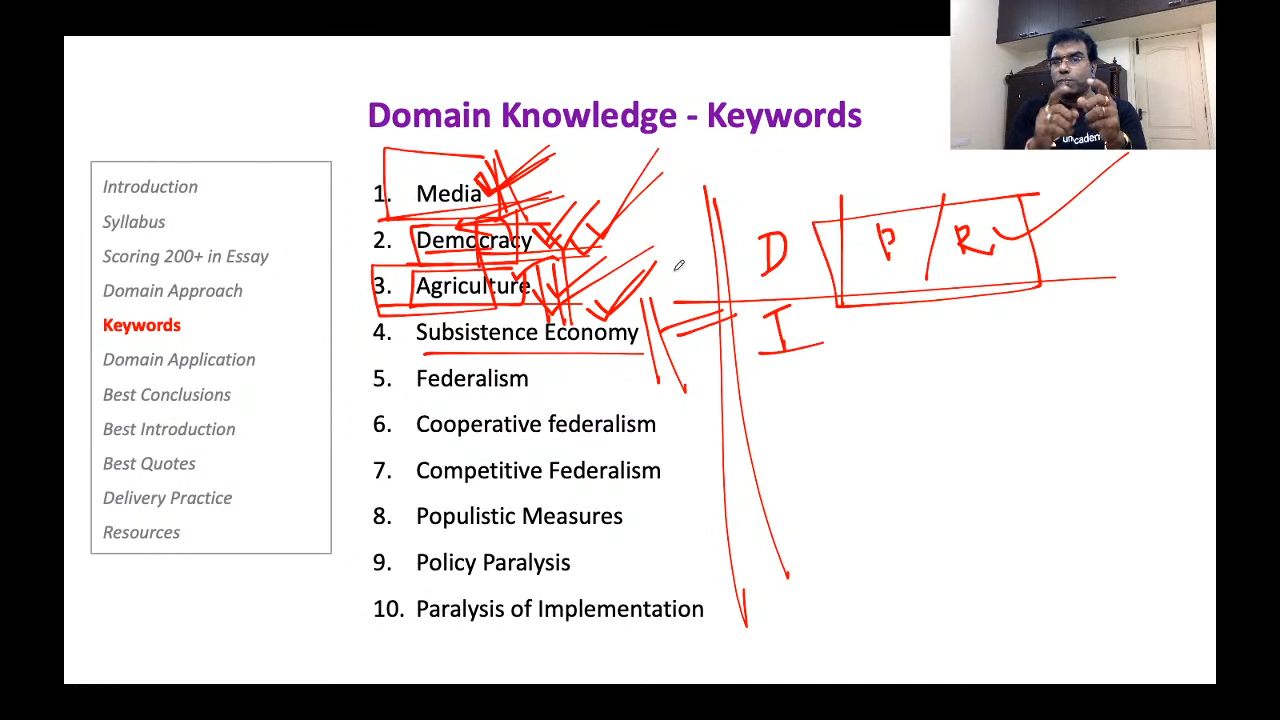 Domain Knowledge - Keywords
Introduction
Syllabus
Scoring 200+ in Essay
Domain Approach
Keywords
Domain Application
Best Conclusions
Best Introduction
Best Quotes
Delivery Practice
Resources
1. Media
2. Democracy
3. Agriculture
4. Subsistence Economy
5. Federalism
6. Cooperative federalism
7. Competitive Federalism
8. Populistic Measures
9. Policy Paralysis
10. Paralysis of Implementation
D P R
I